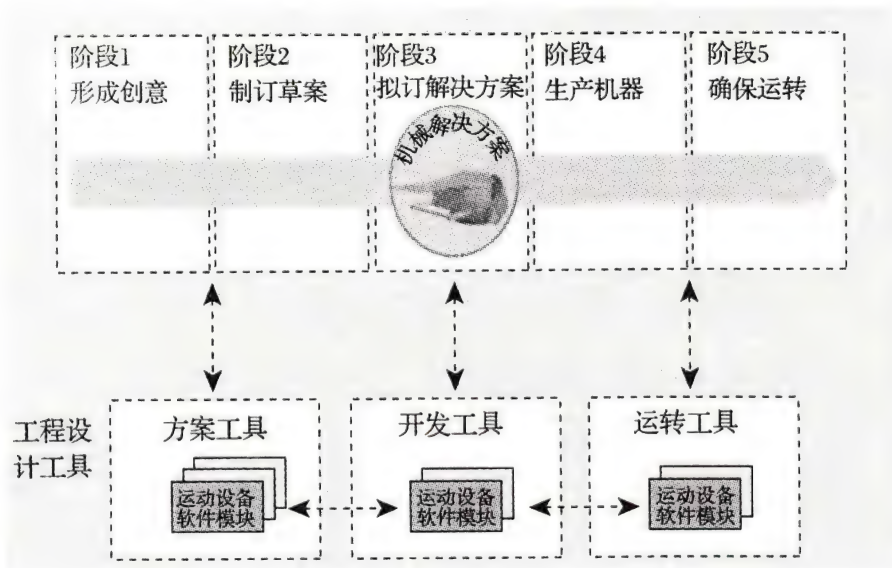 阶段1
形成创意
阶段2
制订草案
阶段3
拟订解决方案
阶段4
生产机器
阶段5
确保运转
机械解决方案
工程设
计工具
方案工具
运动设备
软件模块
开发工具
运动设备
软件模块
运转工具
运动设备
软件模块